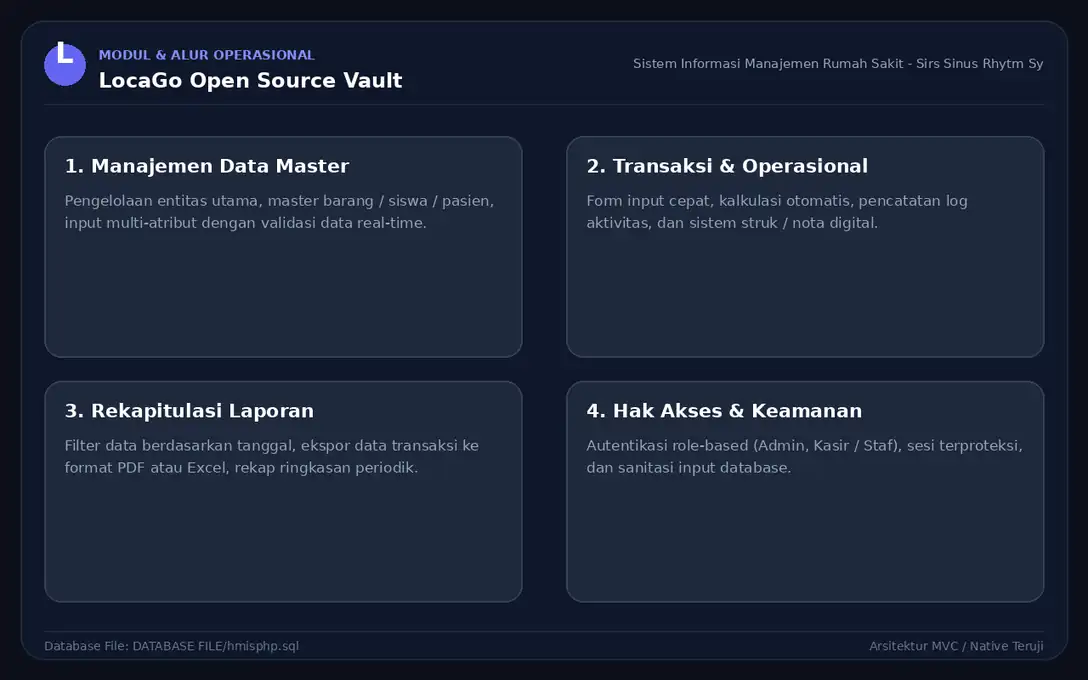 L
MODUL & ALUR OPERASIONAL
LocaGo Open Source Vault
Sistem Informasi Manajemen Rumah Sakit - Sirs Sinus Rhytm Sy
1. Manajemen Data Master
Pengelolaan entitas utama, master barang / siswa / pasien,
input multi-atribut dengan validasi data real-time.
2. Transaksi & Operasional
Form input cepat, kalkulasi otomatis, pencatatan log
aktivitas, dan sistem struk / nota digital.
3. Rekapitulasi Laporan
Filter data berdasarkan tanggal, ekspor data transaksi ke
format PDF atau Excel, rekap ringkasan periodik.
4. Hak Akses & Keamanan
Autentikasi role-based (Admin, Kasir / Staf), sesi terproteksi,
dan sanitasi input database.
Database File: DATABASE FILE/hmisphp.sql
Arsitektur MVC / Native Teruji